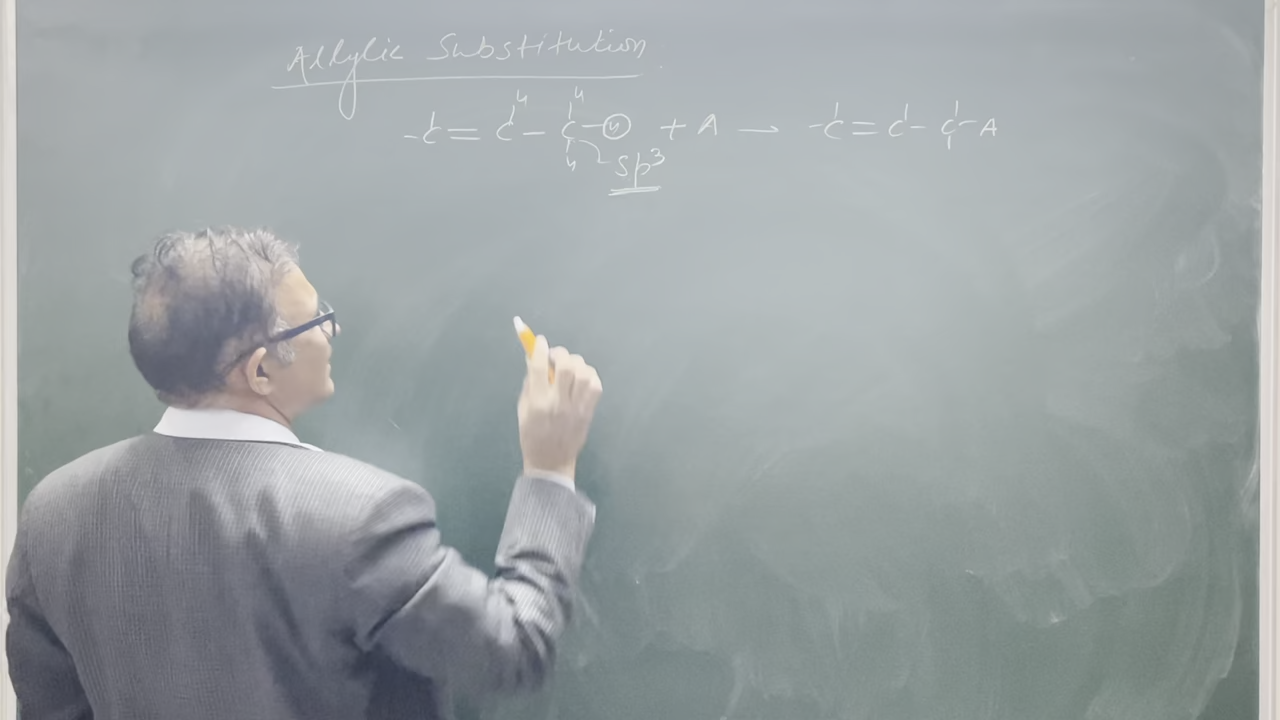 Allylic Substitution
H H
-C=C-C-H + A → -C=C-C-A
H sp³